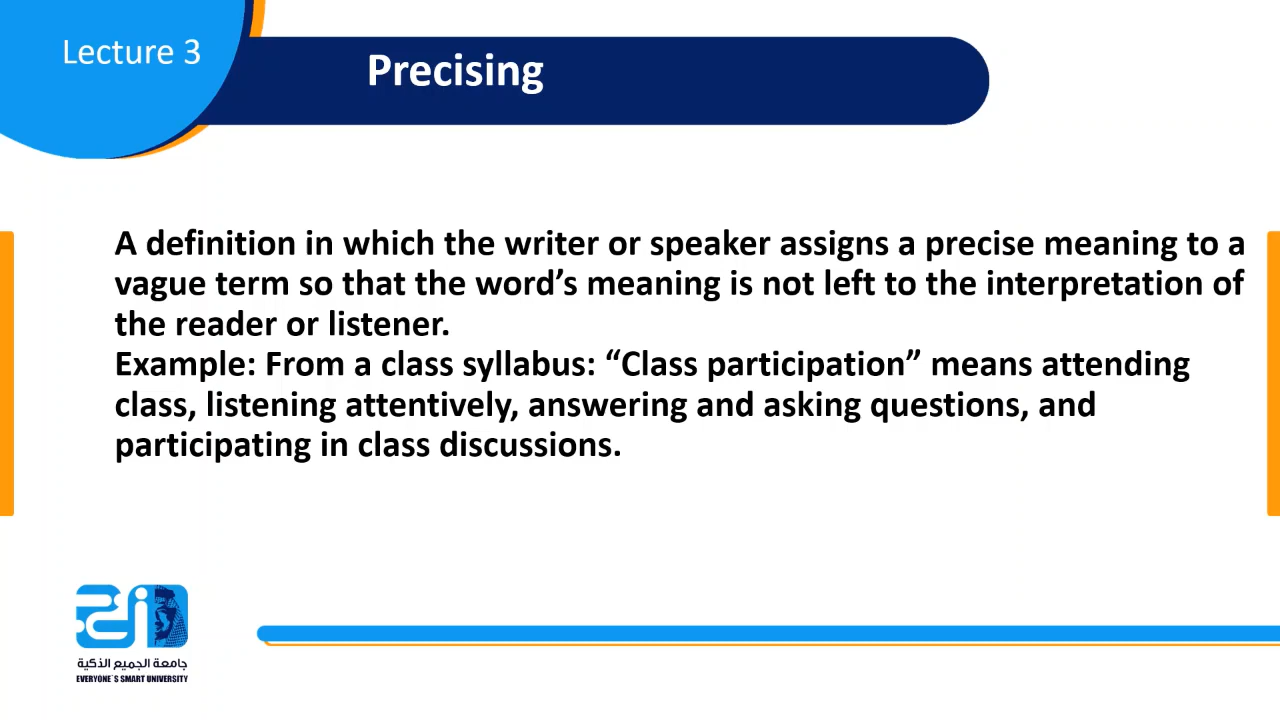 Lecture 3
Precising
A definition in which the writer or speaker assigns a precise meaning to a
vague term so that the word’s meaning is not left to the interpretation of
the reader or listener.
Example: From a class syllabus: “Class participation” means attending
class, listening attentively, answering and asking questions, and
participating in class discussions.
جامعة الجميع الذكية
EVERYONE`S SMART UNIVERSITY